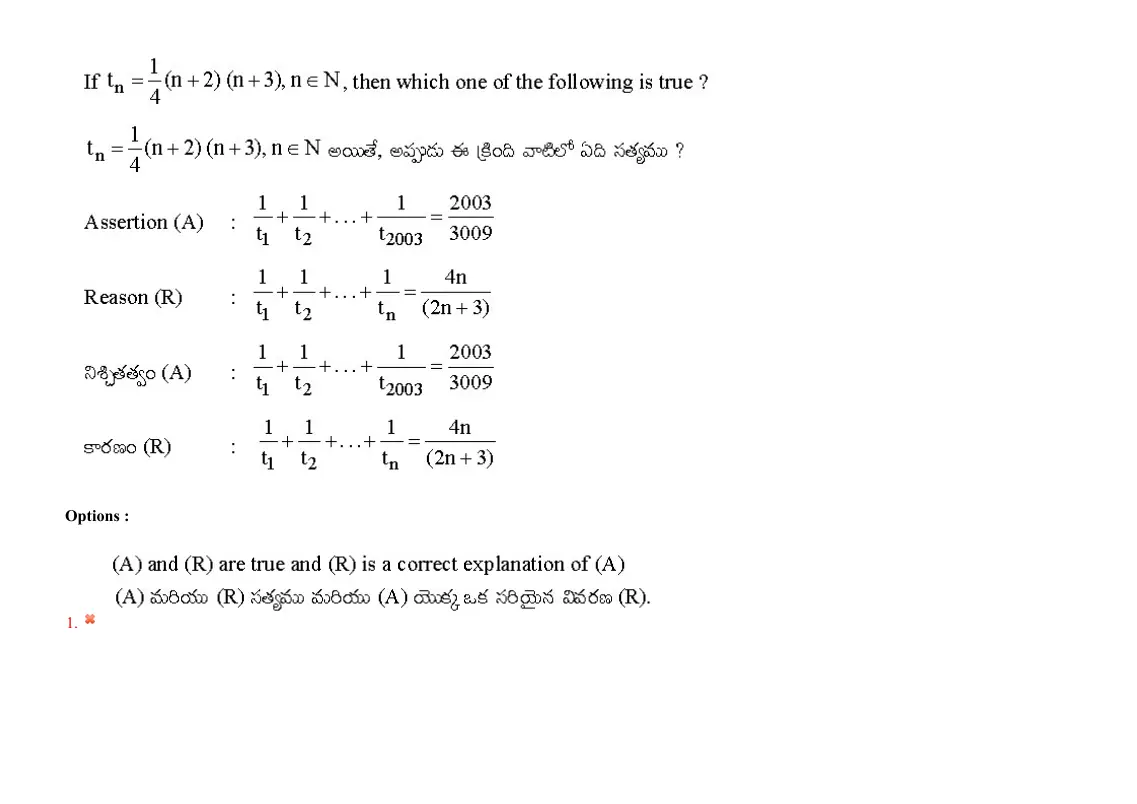 If tₙ = 1/4 (n + 2) (n + 3), n ∈ N, then which one of the following is true ?
tₙ = 1/4 (n + 2) (n + 3), n ∈ N అయితే, అప్పుడు ఈ క్రింది వాటిలో ఏది సత్యము ?
Assertion (A) : 1/t₁ + 1/t₂ + ... + 1/t₂₀₀₃ = 2003/3009
Reason (R) : 1/t₁ + 1/t₂ + ... + 1/tₙ = 4n/(2n + 3)
నిశ్చితత్వం (A) : 1/t₁ + 1/t₂ + ... + 1/t₂₀₀₃ = 2003/3009
కారణం (R) : 1/t₁ + 1/t₂ + ... + 1/tₙ = 4n/(2n + 3)
Options :
(A) and (R) are true and (R) is a correct explanation of (A)
(A) మరియు (R) సత్యము మరియు (A) యొక్క ఒక సరియైన వివరణ (R).
1.